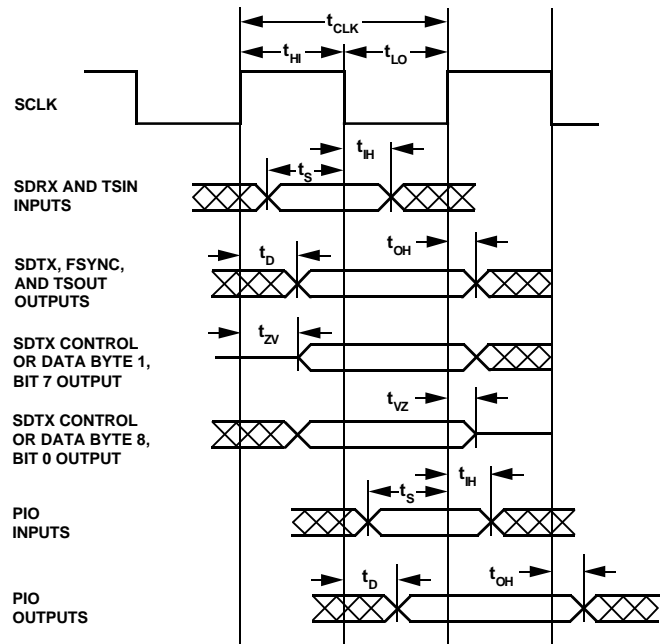 tCLK
tHI
tLO
SCLK
tIH
tS
SDRX AND TSIN
INPUTS
tD
tOH
SDTX, FSYNC,
AND TSOUT
OUTPUTS
tZV
SDTX CONTROL
OR DATA BYTE 1,
BIT 7 OUTPUT
tVZ
SDTX CONTROL
OR DATA BYTE 8,
BIT 0 OUTPUT
tIH
tS
PIO
INPUTS
tD
tOH
PIO
OUTPUTS